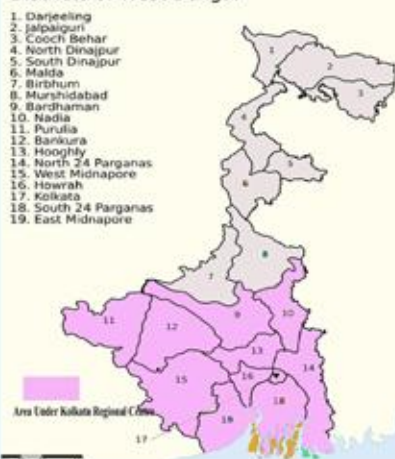 1. Darjeeling
2. Jalpaiguri
3. Cooch Behar
4. North Dinajpur
5. South Dinajpur
6. Malda
7. Birbhum
8. Murshidabad
9. Bardhaman
10. Nadia
11. Purulia
12. Bankura
13. Hooghly
14. North 24 Parganas
15. West Midnapore
16. Howrah
17. Kolkata
18. South 24 Parganas
19. East Midnapore
1
2
3
4
5
6
7
8
9
10
11
12
13
14
15
16
18
19
17
Area Under Kolkata Regional